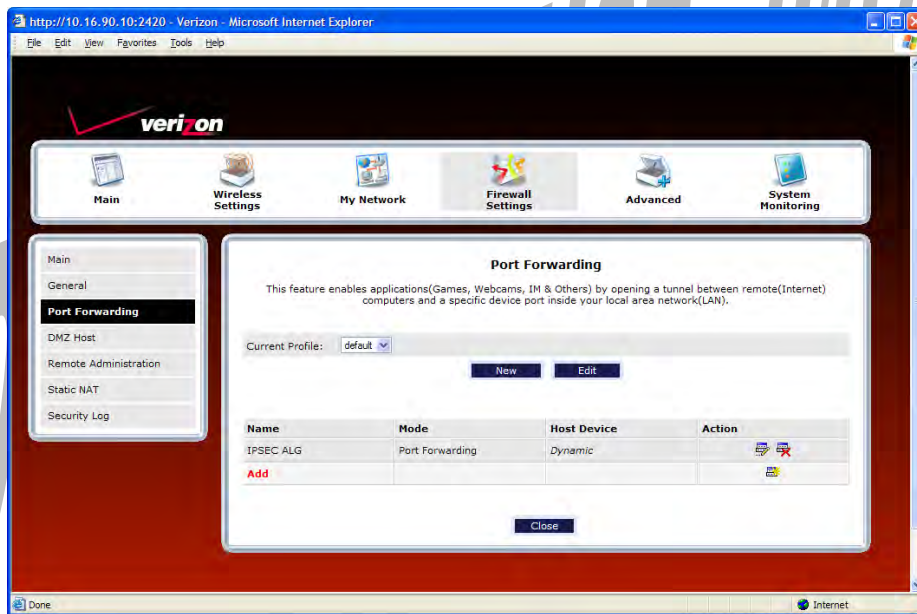 http://10.16.90.10:2420 - Verizon - Microsoft Internet Explorer
File Edit View Favorites Tools Help
verizon
Main
Wireless Settings
My Network
Firewall Settings
Advanced
System Monitoring
Main
General
Port Forwarding
DMZ Host
Remote Administration
Static NAT
Security Log
Port Forwarding
This feature enables applications(Games, Webcams, IM & Others) by opening a tunnel between remote(Internet)
computers and a specific device port inside your local area network(LAN).
Current Profile: default
New Edit
Name Mode Host Device Action
IPSEC ALG Port Forwarding Dynamic
Add
Close
Done Internet